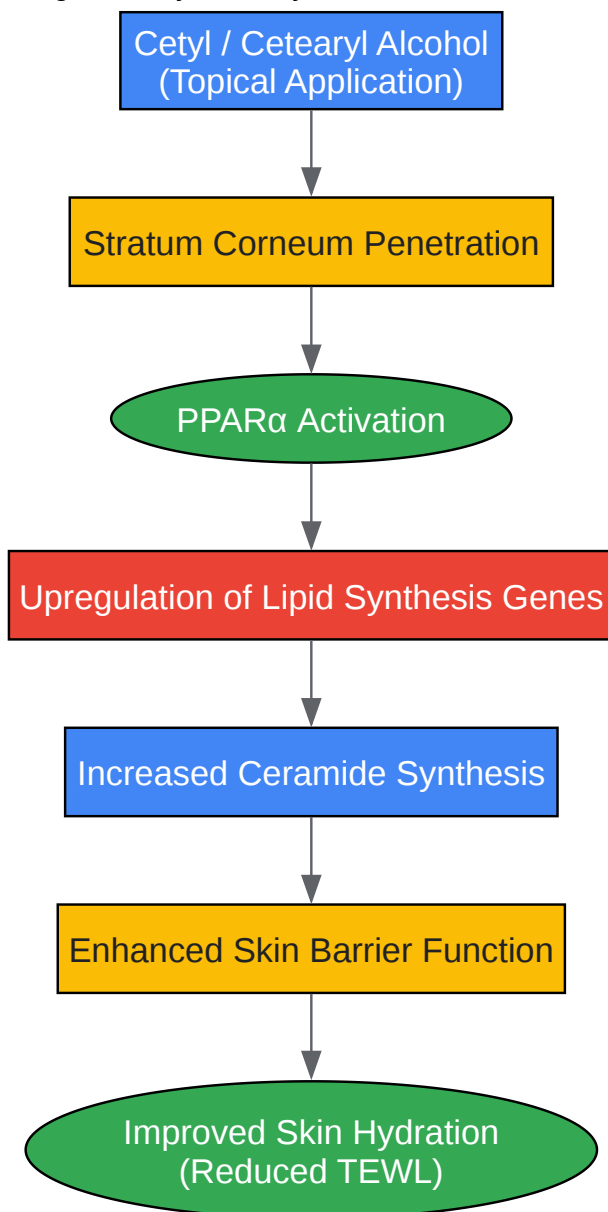 Cetyl / Cetearyl Alcohol
(Topical Application)
Stratum Corneum Penetration
PPARα Activation
Upregulation of Lipid Synthesis Genes
Increased Ceramide Synthesis
Enhanced Skin Barrier Function
Improved Skin Hydration
(Reduced TEWL)